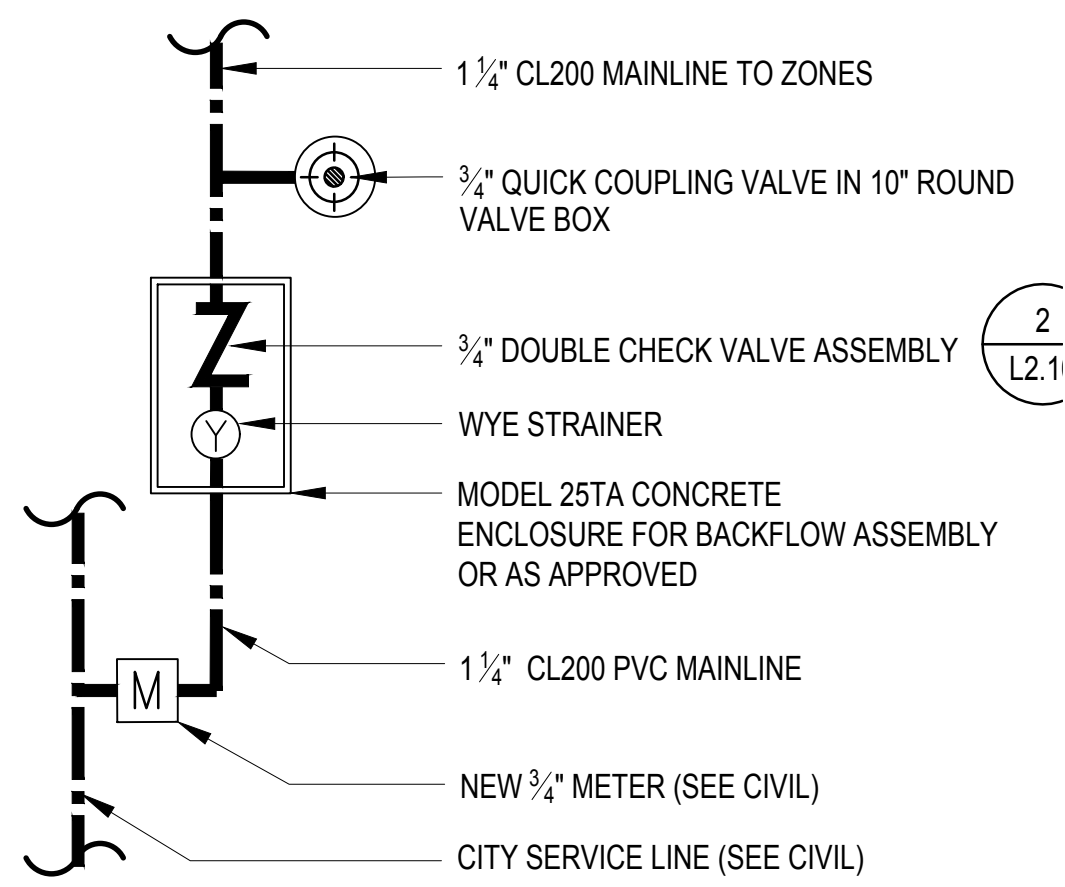 1 1/4" CL200 MAINLINE TO ZONES
3/4" QUICK COUPLING VALVE IN 10" ROUND
VALVE BOX
3/4" DOUBLE CHECK VALVE ASSEMBLY
2
Y
WYE STRAINER
MODEL 25TA CONCRETE
ENCLOSURE FOR BACKFLOW ASSEMBLY
OR AS APPROVED
1 1/4" CL200 PVC MAINLINE
M
NEW 3/4" METER (SEE CIVIL)
CITY SERVICE LINE (SEE CIVIL)